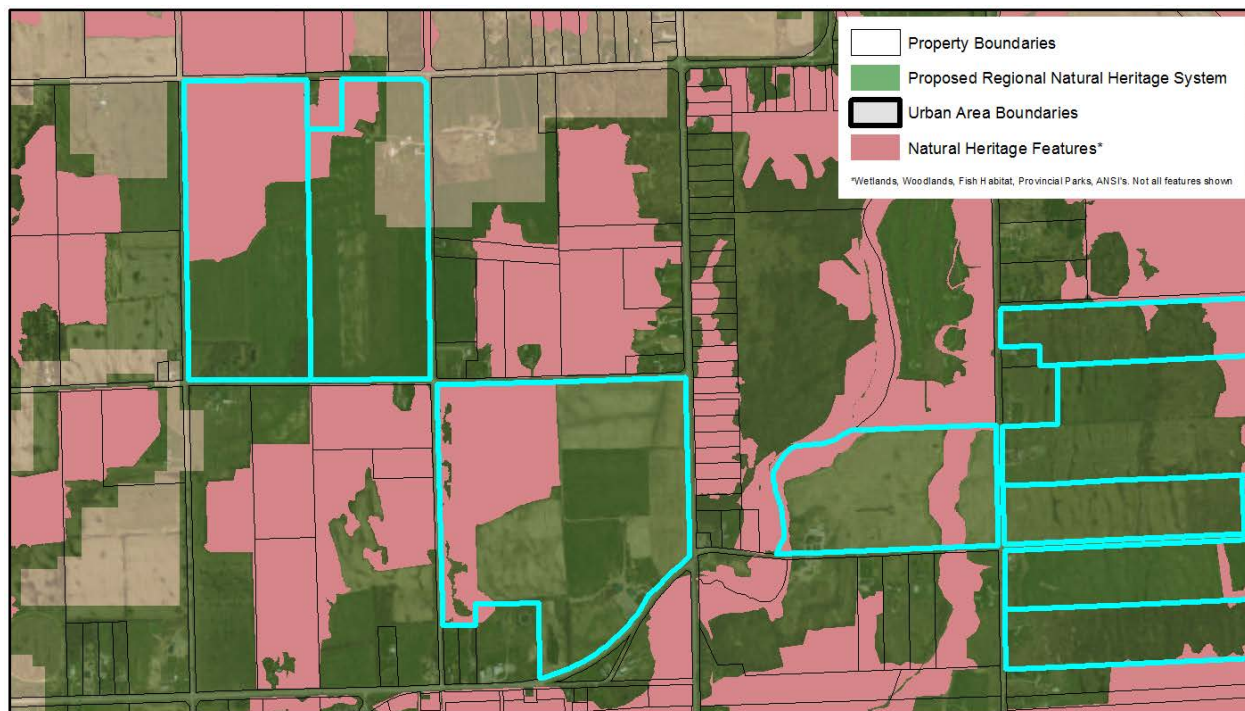 Property Boundaries
Proposed Regional Natural Heritage System
Urban Area Boundaries
Natural Heritage Features*
*Wetlands, Woodlands, Fish Habitat, Provincial Parks, ANSI's. Not all features shown